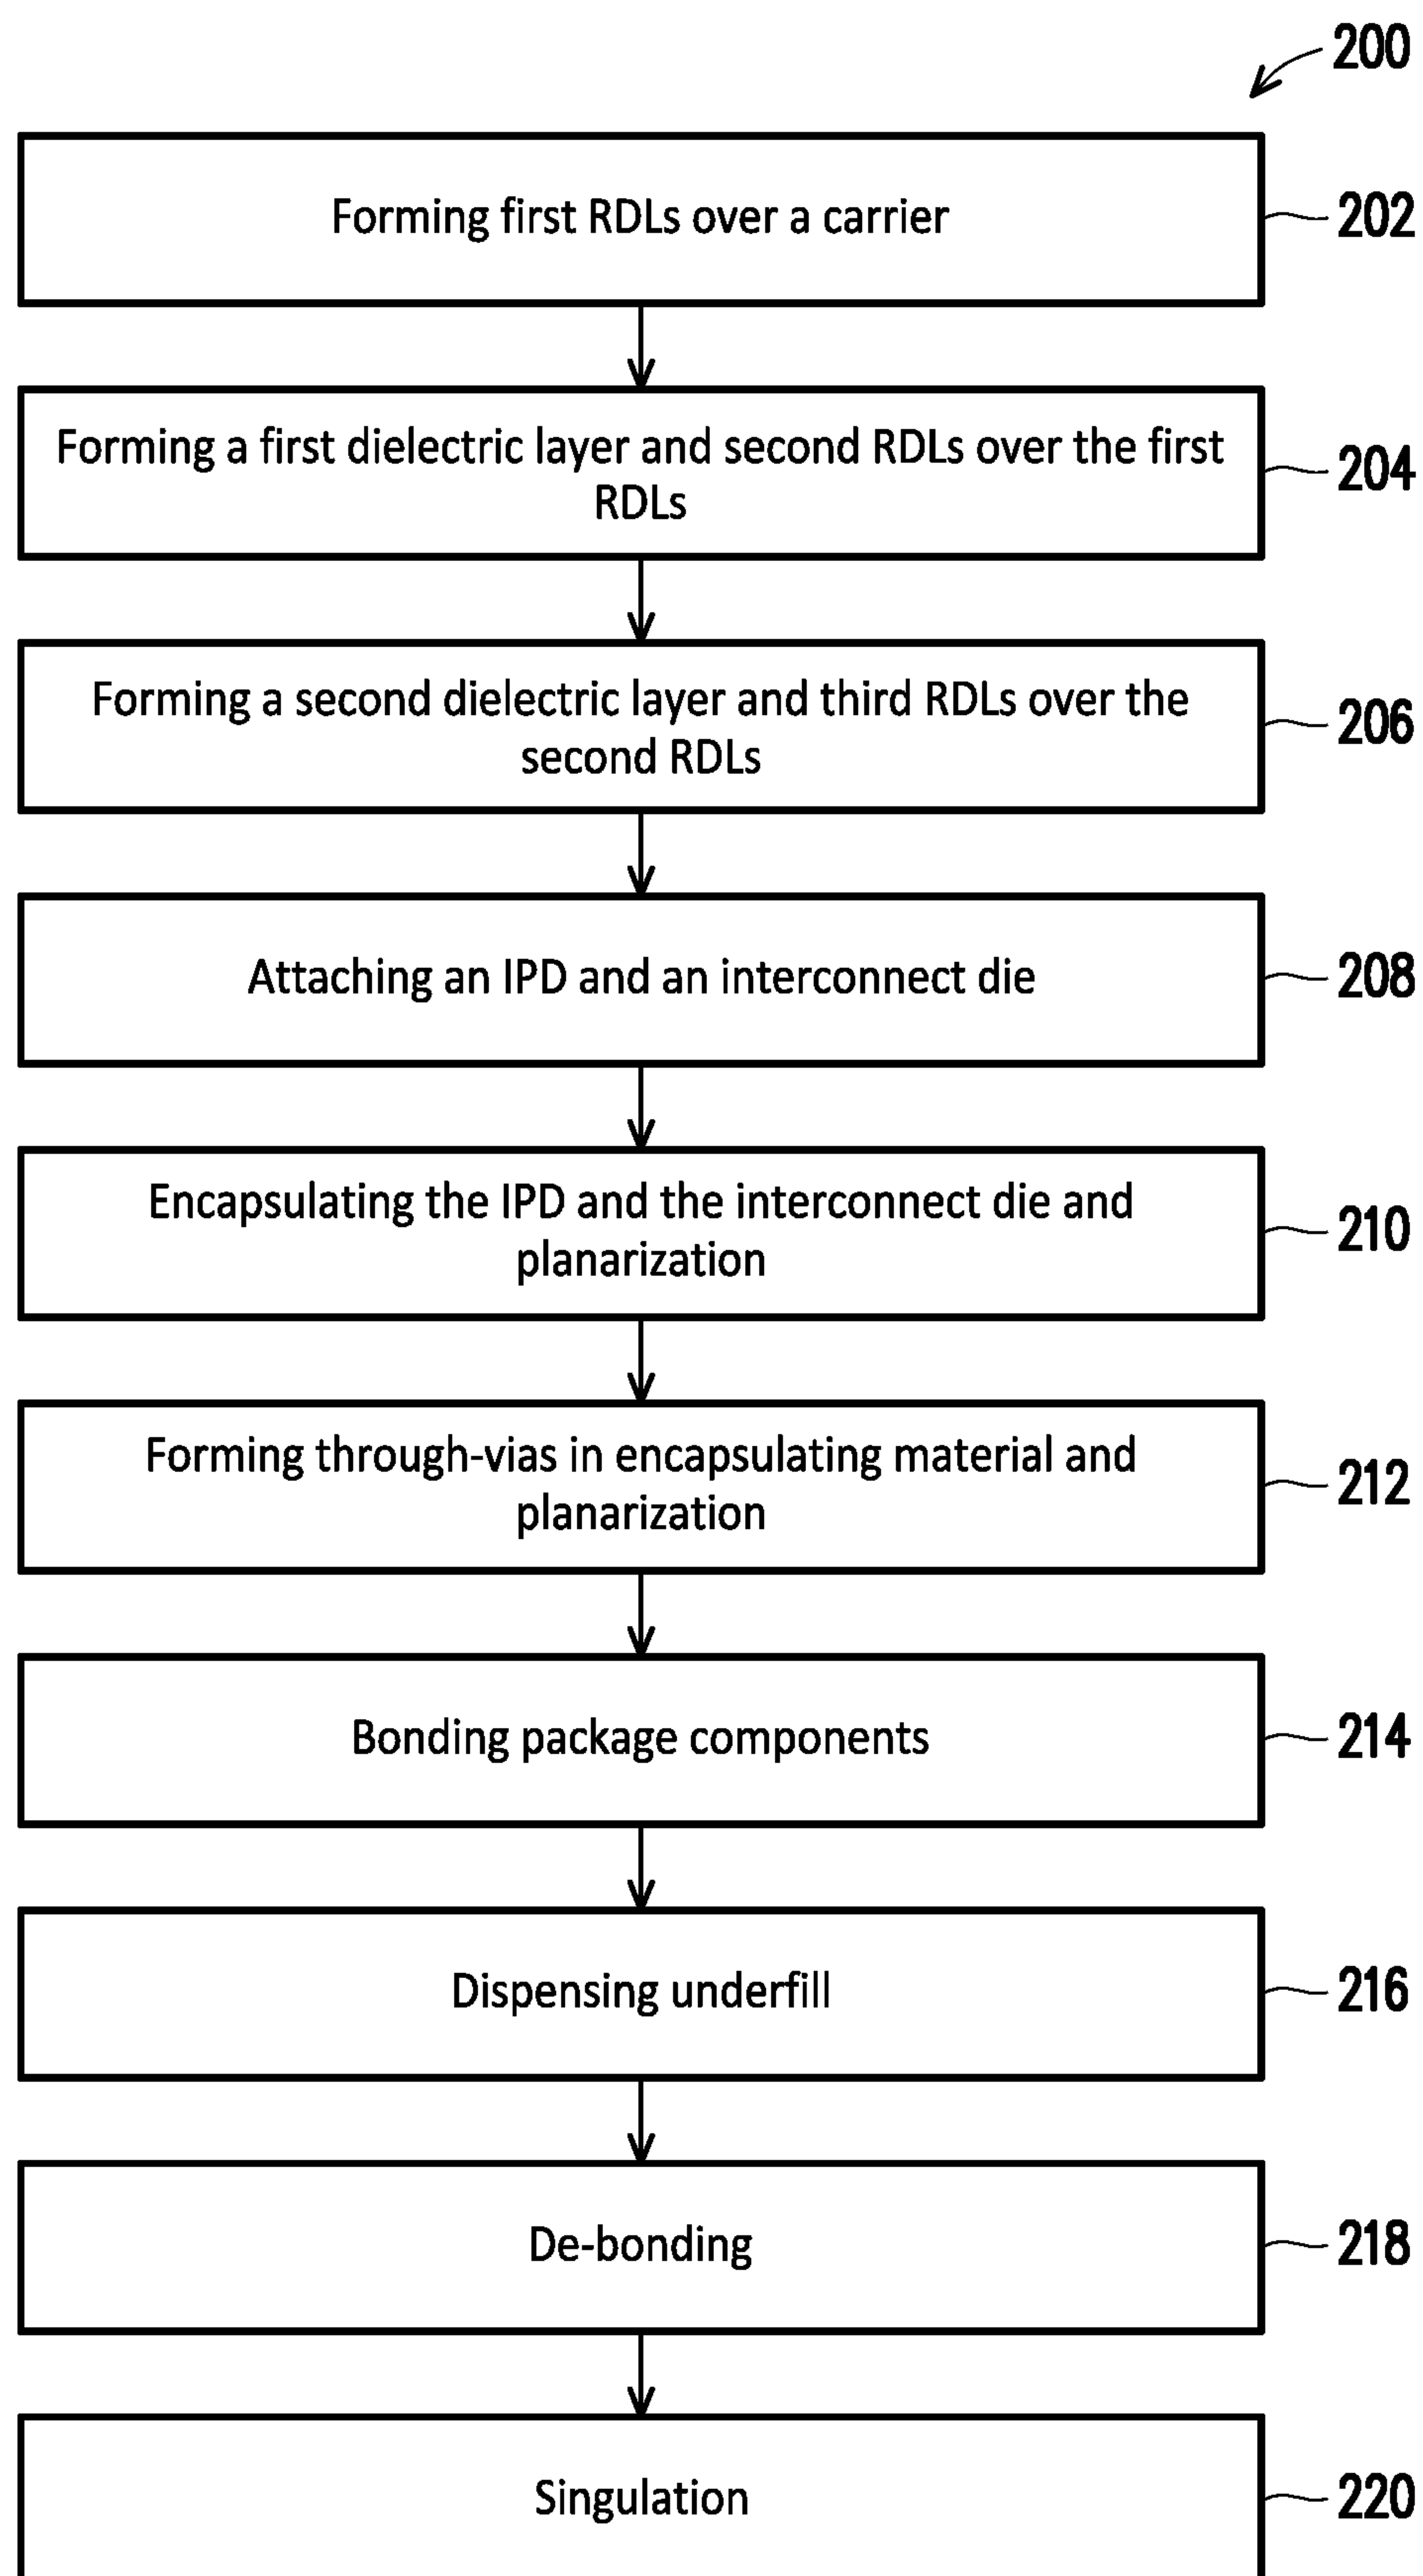 200
Forming first RDLs over a carrier
202
Forming a first dielectric layer and second RDLs over the first
RDLs
204
Forming a second dielectric layer and third RDLs over the
second RDLs
206
Attaching an IPD and an interconnect die
208
Encapsulating the IPD and the interconnect die and
planarization
210
Forming through-vias in encapsulating material and
planarization
212
Bonding package components
214
Dispensing underfill
216
De-bonding
218
Singulation
220